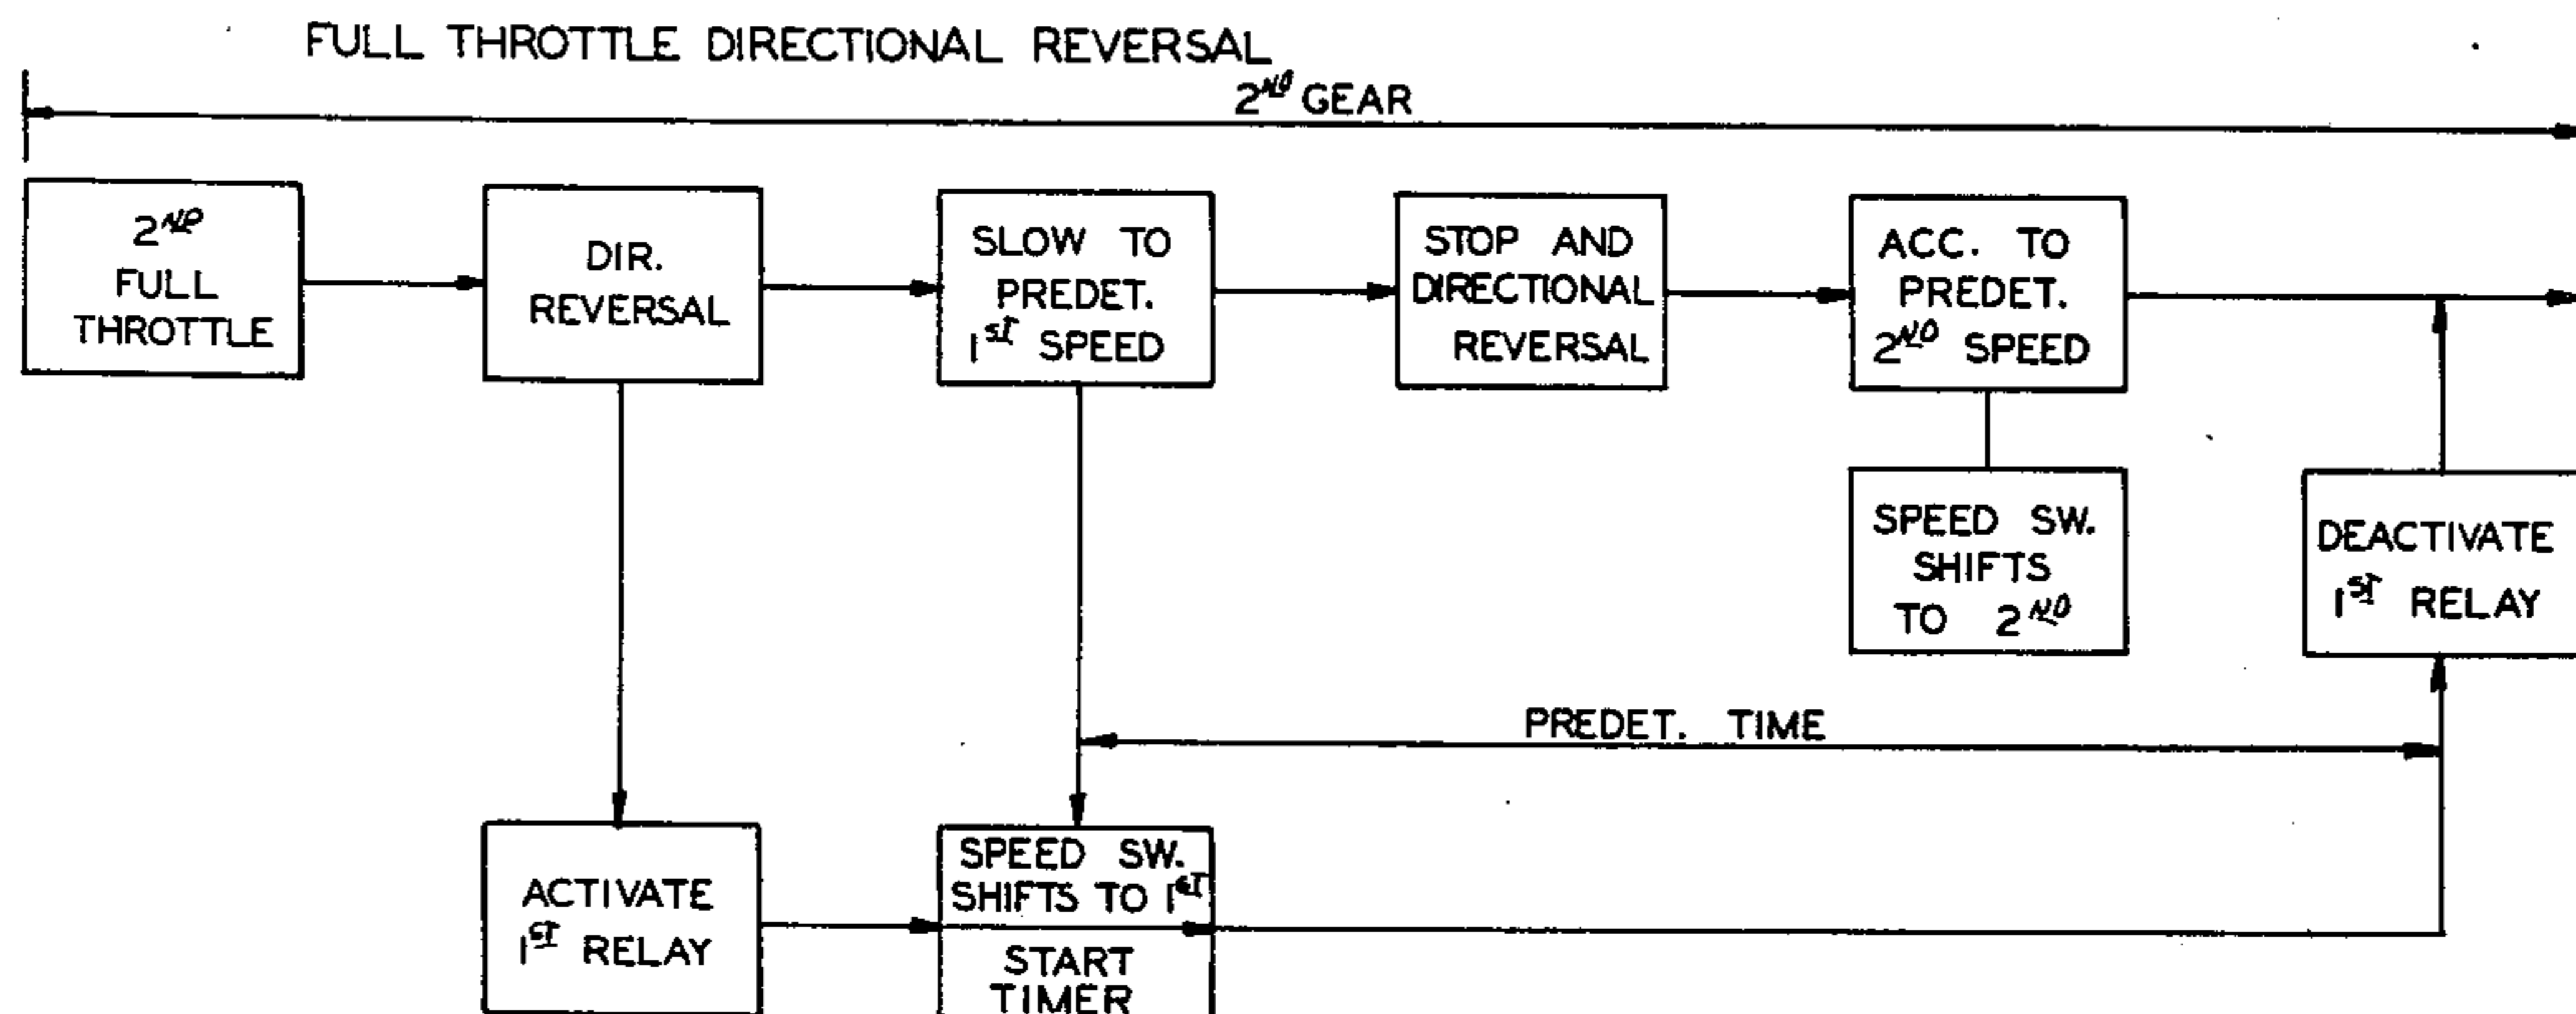 FULL THROTTLE DIRECTIONAL REVERSAL
2ND GEAR
2ND
FULL
THROTTLE
DIR.
REVERSAL
SLOW TO
PREDET.
1ST SPEED
STOP AND
DIRECTIONAL
REVERSAL
ACC. TO
PREDET.
2ND SPEED
SPEED SW.
SHIFTS
TO 2ND
DEACTIVATE
1ST RELAY
PREDET. TIME
ACTIVATE
1ST RELAY
SPEED SW.
SHIFTS TO 1ST
START
TIMER